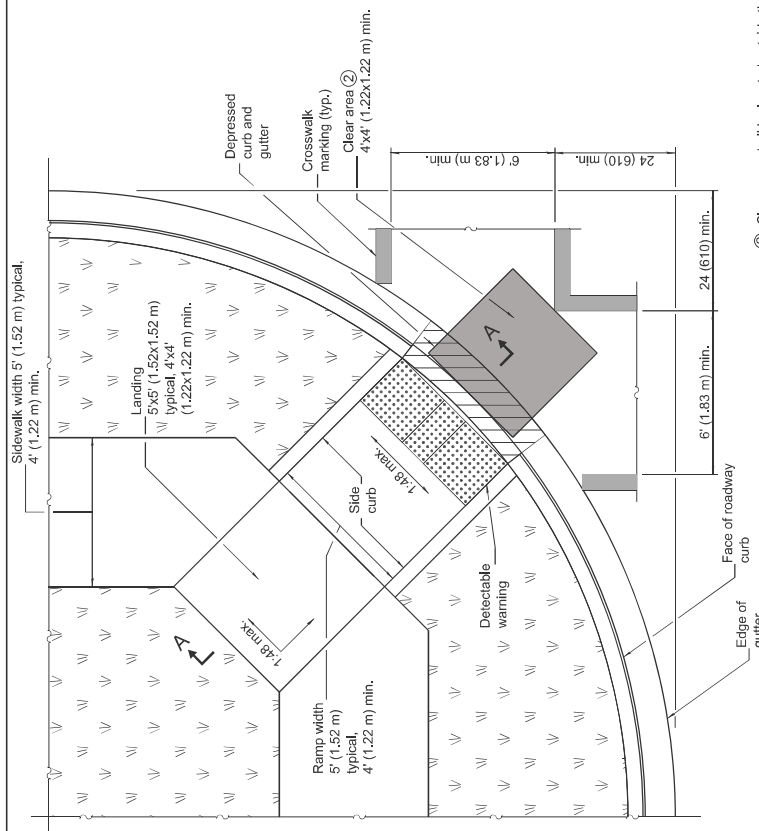 Sidewalk width 5' (1.52 m) typical,
4' (1.22 m) min.
Landing
5'x5' (1.52x1.52 m)
typical, 4'x4'
(1.22x1.22 m) min.
Depressed
curb and
gutter
Crosswalk
marking (typ.)
Clear area ②
4'x4' (1.22x1.22 m) min.
6' (1.83 m) min.
24 (610) min.
A
1:48 max.
Side
curb
A
1:48 max.
Ramp width
5' (1.52 m)
typical,
4' (1.22 m) min.
Detectable
warning
24 (610) min.
6' (1.83 m) min.
Face of roadway
curb
Edge of
gutter
②